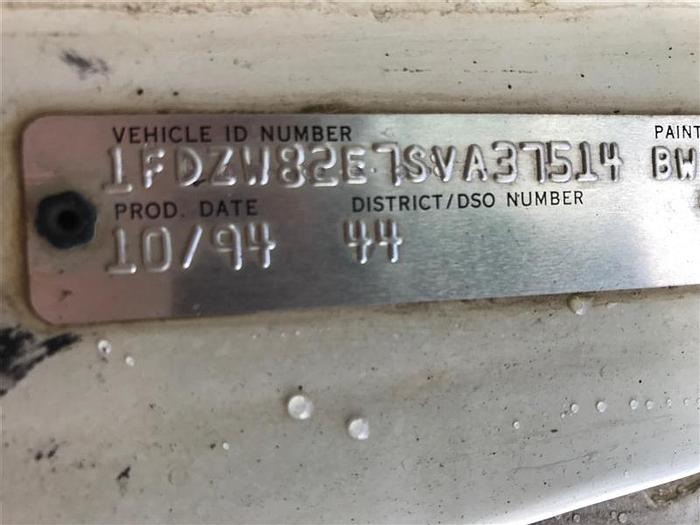 VEHICLE ID NUMBER PAINT
1FDZW82E7SVA37514 BW
PROD. DATE DISTRICT/DSO NUMBER
10/94 44